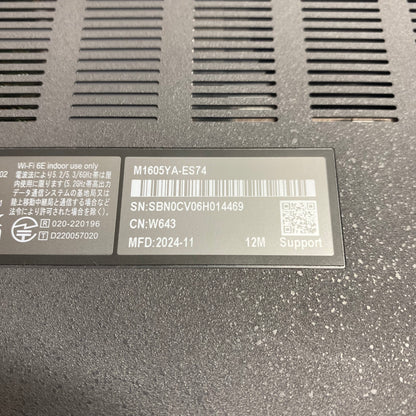 Wi-Fi 6E indoor use only
電波法により5.2/5.3/6GHz帯は屋
内使用に限ります(5.2GHz帯高出力
データ通信システムの基地局又は陸
上移動中継局と通信する場合など
を除く)
02
R 020-220196
T D220057020
M1605YA-ES74
SN:SBN0CV06H014469
CN:W643
MFD:2024-11 12M Support